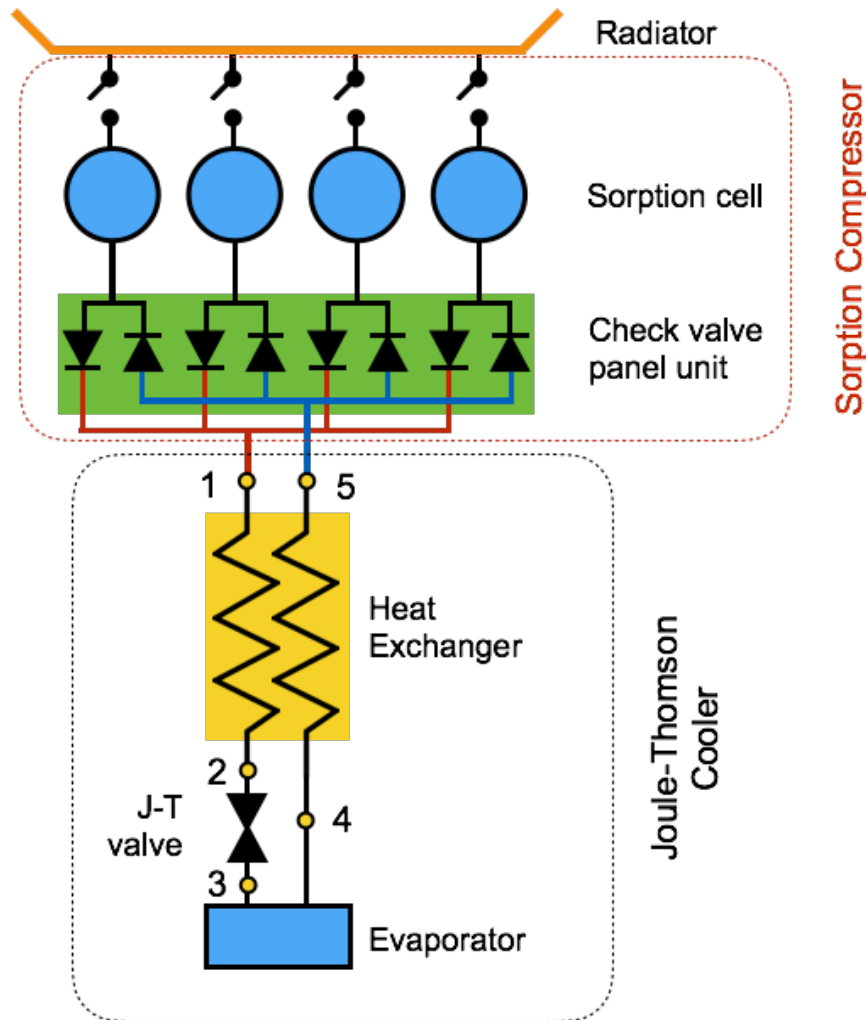 Radiator
Sorption cell
Sorption Compressor
Check valve
panel unit
1
5
Heat
Exchanger
2
J-T
valve
4
3
Evaporator
Joule-Thomson
Cooler